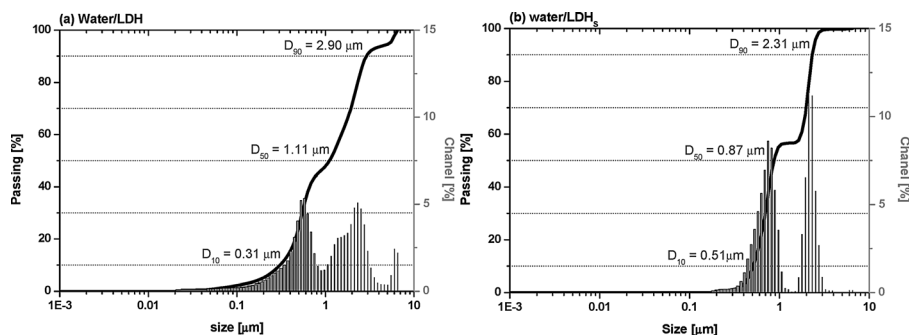 (a) Water/LDH
D90 = 2.90 μm
D50 = 1.11 μm
D10 = 0.31 μm
Passing [%]
0
20
40
60
80
100
Chanel [%]
0
5
10
15
1E-3
0.01
0.1
1
10
size [μm]
(b) water/LDHS
D90 = 2.31 μm
D50 = 0.87 μm
D10 = 0.51μm
Passing [%]
0
20
40
60
80
100
Chanel [%]
0
5
10
15
1E-3
0.01
0.1
1
10
size [μm]